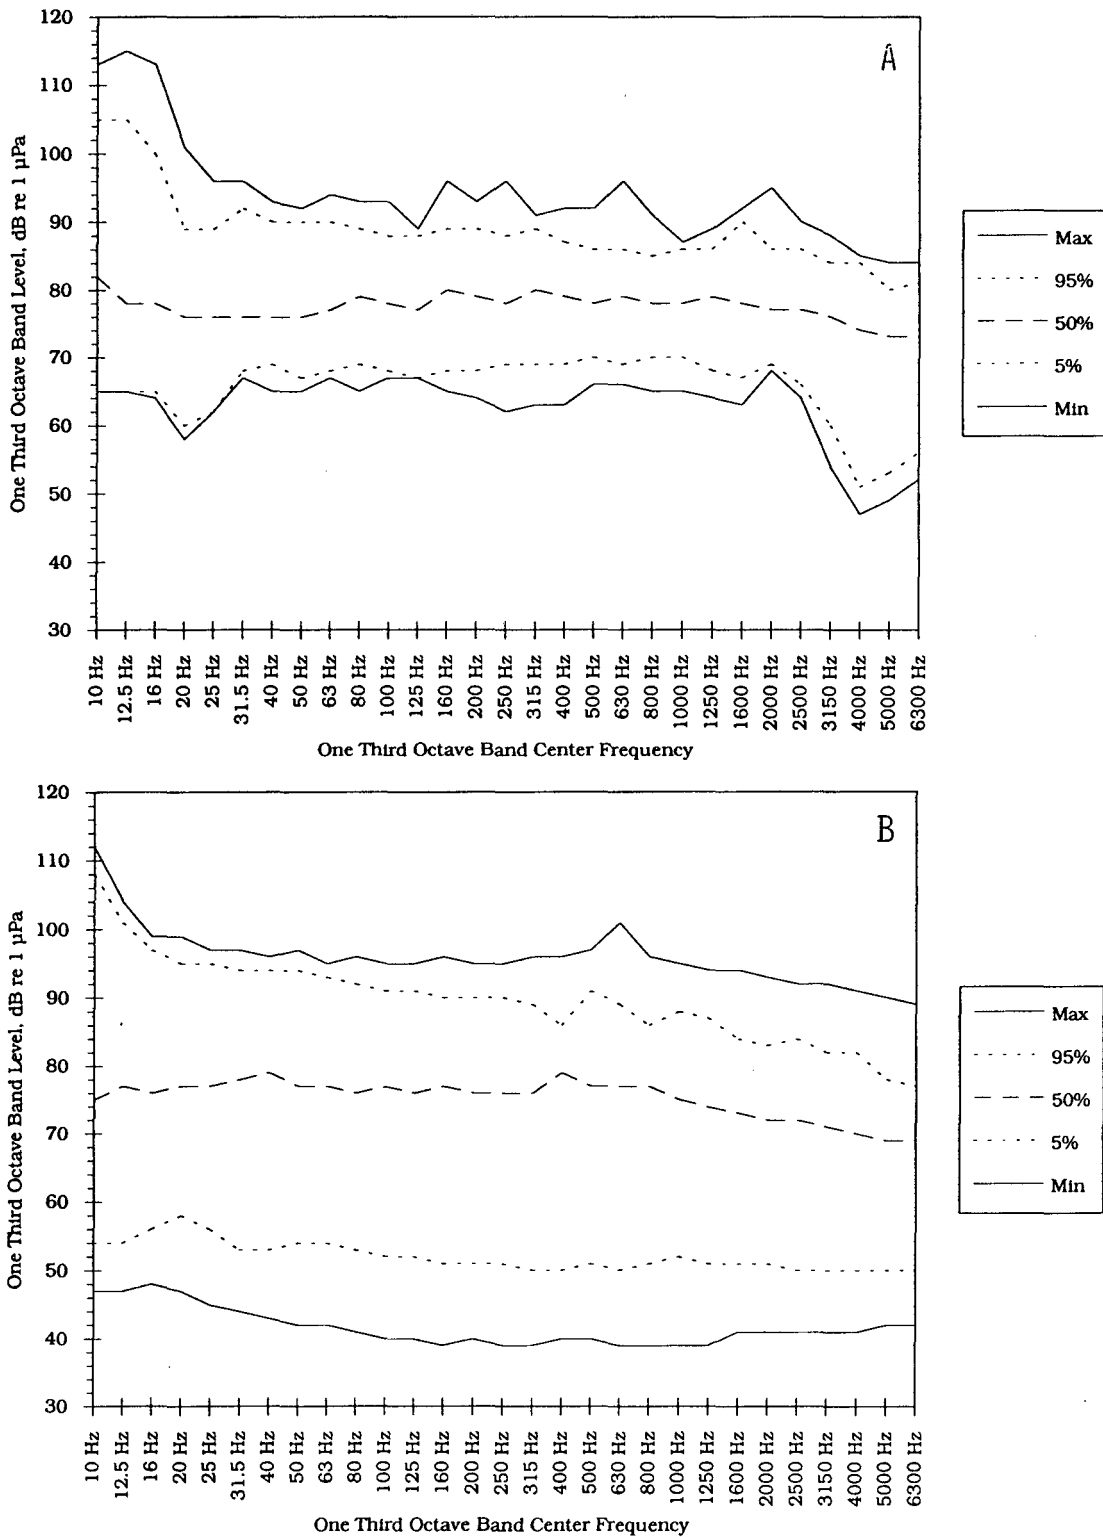 120
110
100
90
80
70
60
50
40
30
One Third Octave Band Level, dB re 1 µPa
A
Max
95%
50%
5%
Min
10 Hz
12.5 Hz
16 Hz
20 Hz
25 Hz
31.5 Hz
40 Hz
50 Hz
63 Hz
80 Hz
100 Hz
125 Hz
160 Hz
200 Hz
250 Hz
315 Hz
400 Hz
500 Hz
630 Hz
800 Hz
1000 Hz
1250 Hz
1600 Hz
2000 Hz
2500 Hz
3150 Hz
4000 Hz
5000 Hz
6300 Hz
One Third Octave Band Center Frequency
120
110
100
90
80
70
60
50
40
30
One Third Octave Band Level, dB re 1 µPa
B
Max
95%
50%
5%
Min
10 Hz
12.5 Hz
16 Hz
20 Hz
25 Hz
31.5 Hz
40 Hz
50 Hz
63 Hz
80 Hz
100 Hz
125 Hz
160 Hz
200 Hz
250 Hz
315 Hz
400 Hz
500 Hz
630 Hz
800 Hz
1000 Hz
1250 Hz
1600 Hz
2000 Hz
2500 Hz
3150 Hz
4000 Hz
5000 Hz
6300 Hz
One Third Octave Band Center Frequency